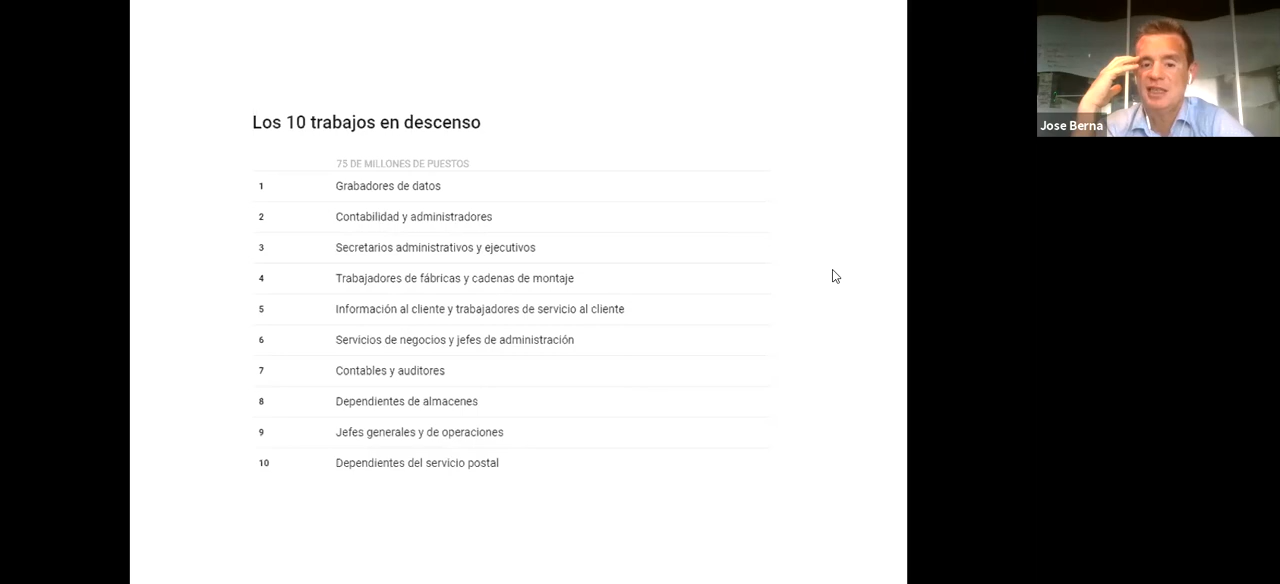 Los 10 trabajos en descenso
75 DE MILLONES DE PUESTOS
1 Grabadores de datos
2 Contabilidad y administradores
3 Secretarios administrativos y ejecutivos
4 Trabajadores de fábricas y cadenas de montaje
5 Información al cliente y trabajadores de servicio al cliente
6 Servicios de negocios y jefes de administración
7 Contables y auditores
8 Dependientes de almacenes
9 Jefes generales y de operaciones
10 Dependientes del servicio postal
Jose Berna